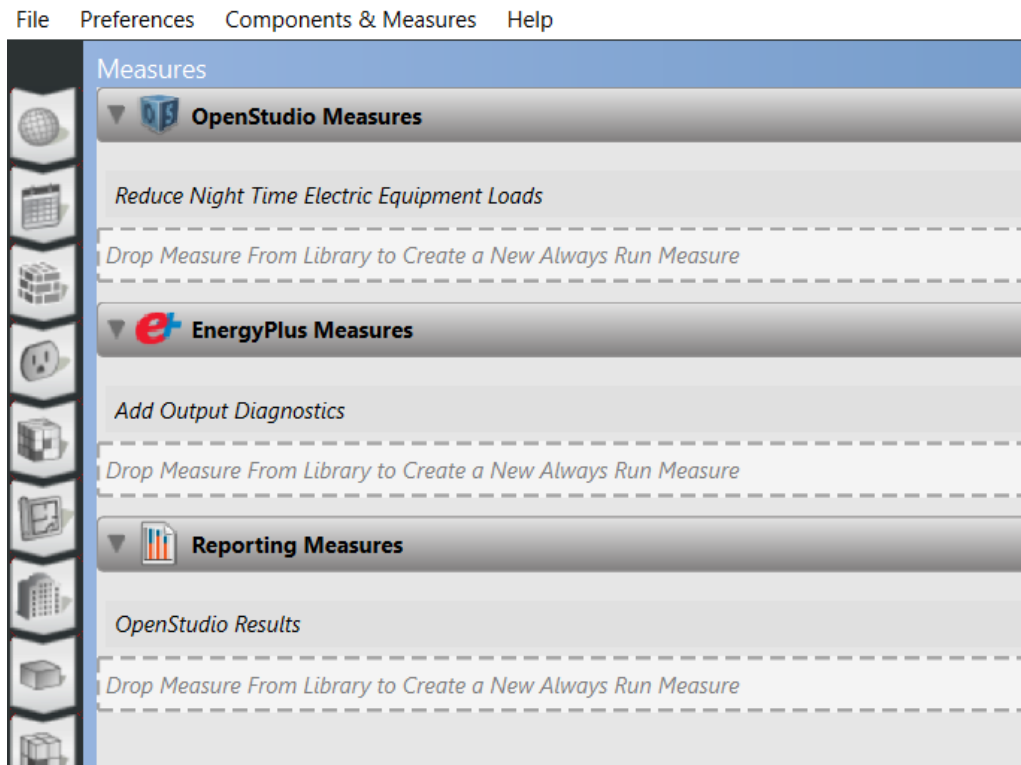 File Preferences Components & Measures Help
Measures
OS OpenStudio Measures
Reduce Night Time Electric Equipment Loads
Drop Measure From Library to Create a New Always Run Measure
e+ EnergyPlus Measures
Add Output Diagnostics
Drop Measure From Library to Create a New Always Run Measure
Reporting Measures
OpenStudio Results
Drop Measure From Library to Create a New Always Run Measure